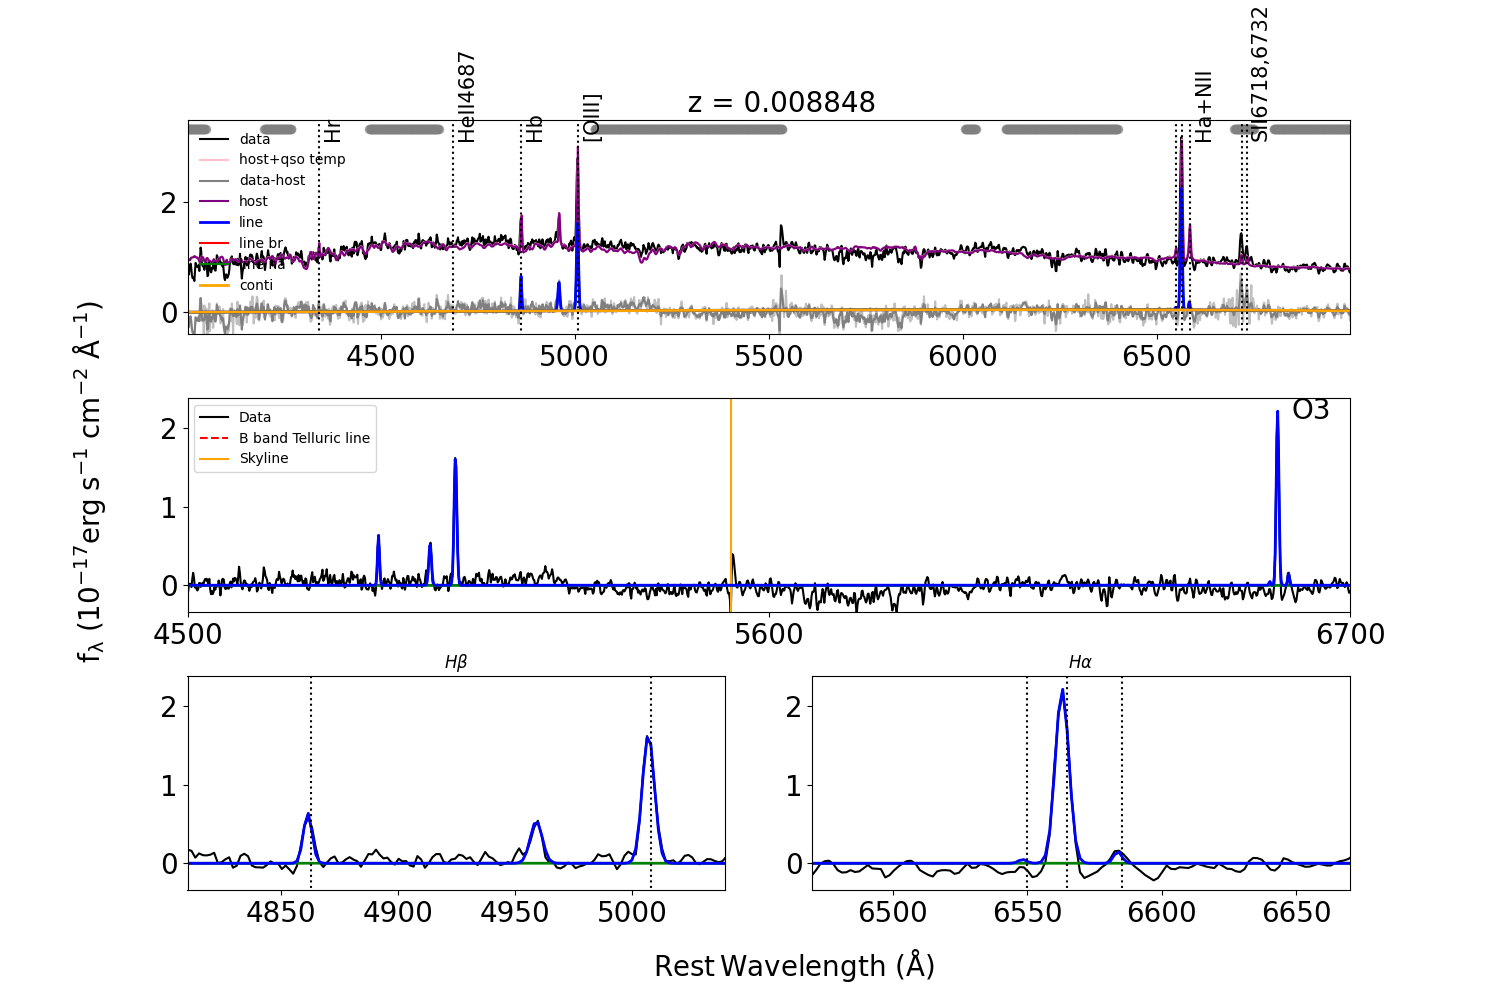 z = 0.008848
Hr
HeII4687
Hb
[OIII]
Ha+NII
SII6718,6732
data
host+qso temp
data-host
host
line
line br
conti
2
0
4500 5000 5500 6000 6500
Data
B band Telluric line
Skyline
O3
2
1
0
4500 5600 6700
fλ (10⁻¹⁷erg s⁻¹ cm⁻² Å⁻¹)
Hβ
2
1
0
4850 4900 4950 5000
Hα
2
1
0
6500 6550 6600 6650
Rest Wavelength (Å)